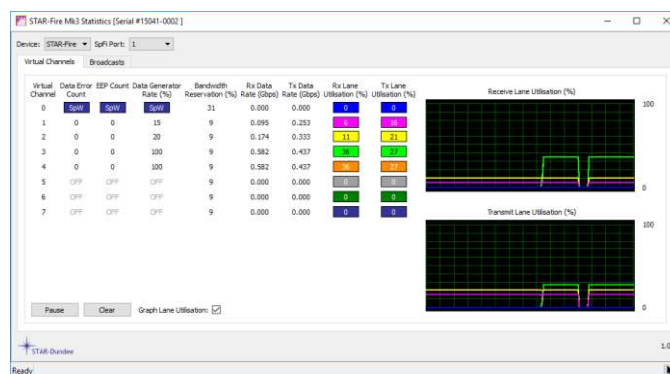 STAR-Fire Mk3 Statistics [Serial #15041-0002 ]
Device: STAR-Fire SpFi Port: 1
Virtual Channels Broadcasts
Virtual Channel Data Error Count EEP Count Data Generator Rate (%) Bandwidth Reservation (%) Rx Data Rate (Gbps) Tx Data Rate (Gbps) Rx Lane Utilisation (%) Tx Lane Utilisation (%)
0 SpW SpW SpW 31 0.000 0.000 0 0
1 0 0 15 9 0.095 0.253 6 16
2 0 0 20 9 0.174 0.333 11 21
3 0 0 100 9 0.582 0.437 36 27
4 0 0 100 9 0.582 0.437 36 27
5 OFF OFF OFF 9 0.000 0.000 0 0
6 OFF OFF OFF 9 0.000 0.000 0 0
7 OFF OFF OFF 9 0.000 0.000 0 0
Receive Lane Utilisation (%)
100
0
Transmit Lane Utilisation (%)
100
0
Pause Clear Graph Lane Utilisation:
STAR-Dundee
1.0
Ready